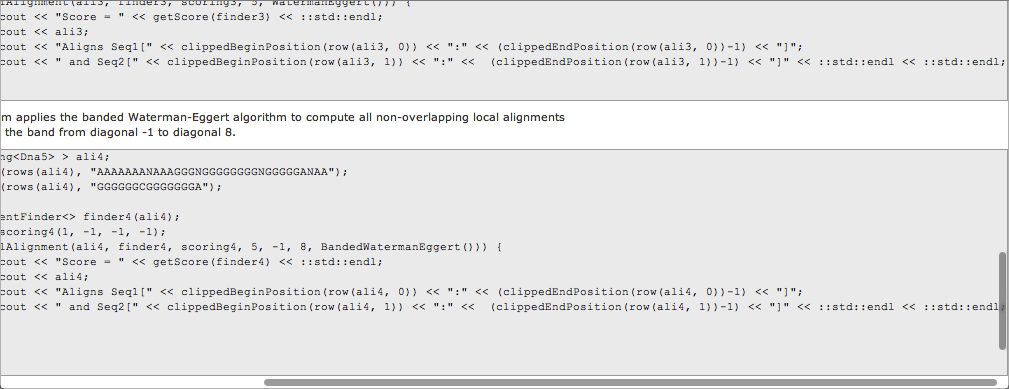 lAlignment(ali3, finder3, scoring3, 5, WatermanEggert())) {
cout << "Score = " << getScore(finder3) << ::std::endl;
cout << ali3;
cout << "Aligns Seq1[" << clippedBeginPosition(row(ali3, 0)) << ":" << (clippedEndPosition(row(ali3, 0))-1) << "]";
cout << " and Seq2[" << clippedBeginPosition(row(ali3, 1)) << ":" <<  (clippedEndPosition(row(ali3, 1))-1) << "]" << ::std::endl << ::std::endl;
m applies the banded Waterman-Eggert algorithm to compute all non-overlapping local alignments
the band from diagonal -1 to diagonal 8.
ng<Dna5> > ali4;
(rows(ali4), "AAAAAAANAAAGGGNGGGGGGGGNGGGGGANAA");
(rows(ali4), "GGGGGGCGGGGGGGA");
entFinder<> finder4(ali4);
scoring4(1, -1, -1, -1);
lAlignment(ali4, finder4, scoring4, 5, -1, 8, BandedWatermanEggert())) {
cout << "Score = " << getScore(finder4) << ::std::endl;
cout << ali4;
cout << "Aligns Seq1[" << clippedBeginPosition(row(ali4, 0)) << ":" << (clippedEndPosition(row(ali4, 0))-1) << "]";
cout << " and Seq2[" << clippedBeginPosition(row(ali4, 1)) << ":" <<  (clippedEndPosition(row(ali4, 1))-1) << "]" << ::std::endl << ::std::endl;